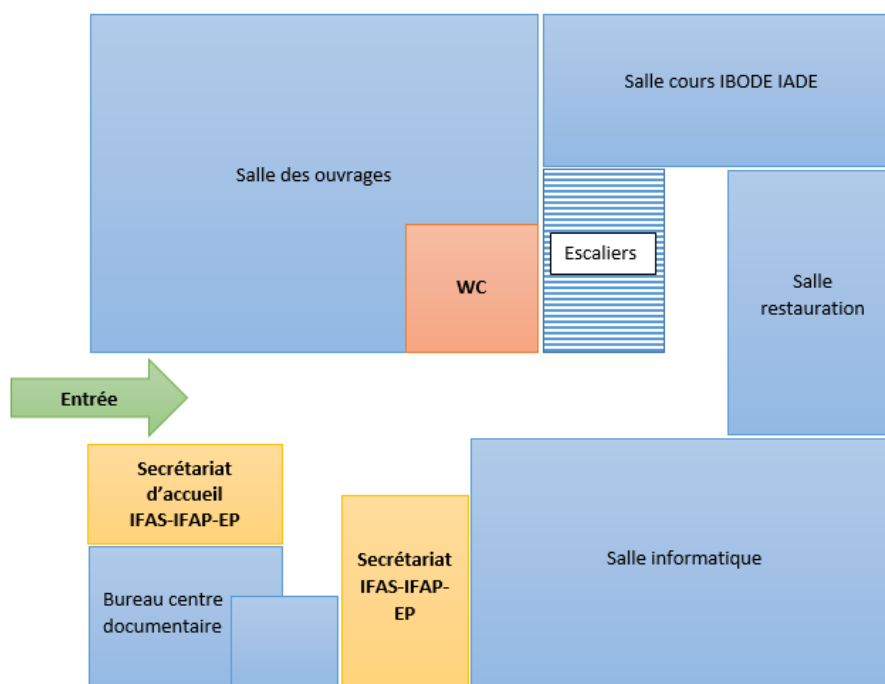 Salle cours IBODE IADE
Salle des ouvrages
Escaliers
WC
Salle
restauration
Entrée
Secrétariat
d’accueil
IFAS-IFAP-EP
Secrétariat
IFAS-IFAP-
EP
Salle informatique
Bureau centre
documentaire